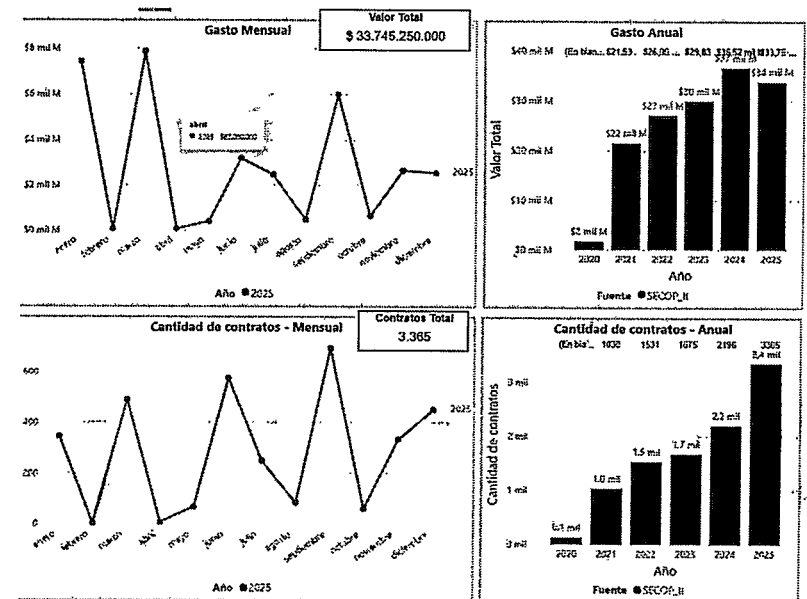 Gasto Mensual
Valor Total
$ 33.745.250.000
$8 mil M
$6 mil M
$4 mil M
$2 mil M
$0 mil M
abril
2025
2025
enero
febrero
marzo
abril
mayo
junio
julio
agosto
septiembre
octubre
noviembre
diciembre
Año 2025
Gasto Anual
$40 mil M
$30 mil M
$20 mil M
$10 mil M
$0 mil M
Valor Total
$2 mil M
$22 mil M
$27 mil M
$30 mil M
$37 mil M
$34 mil M
2020 2021 2022 2023 2024 2025
Año
Fuente SECOP_II
Cantidad de contratos - Mensual
Contratos Total
3.365
600
400
200
0
2025
enero
febrero
marzo
abril
mayo
junio
julio
agosto
septiembre
octubre
noviembre
diciembre
Año 2025
Cantidad de contratos - Anual
1531 1675 2196 3365
3 mil
2 mil
1 mil
0 mil
Cantidad de contratos
0,1 mil
1,0 mil
1,5 mil
1,7 mil
2,2 mil
3,4 mil
2020 2021 2022 2023 2024 2025
Año
Fuente SECOP_II